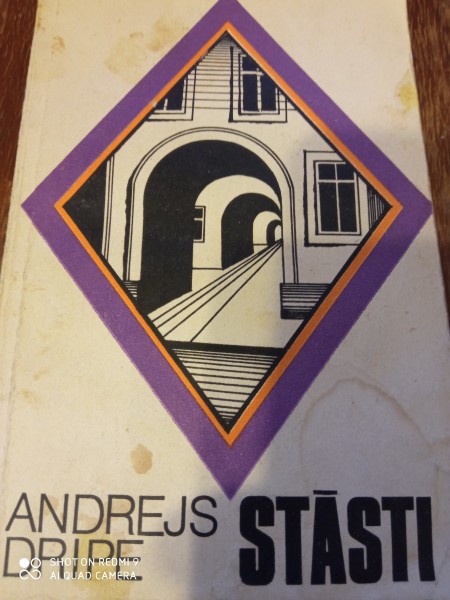 ANDREJS
DRIPE
STĀSTI
SHOT ON REDMI 9
AI QUAD CAMERA